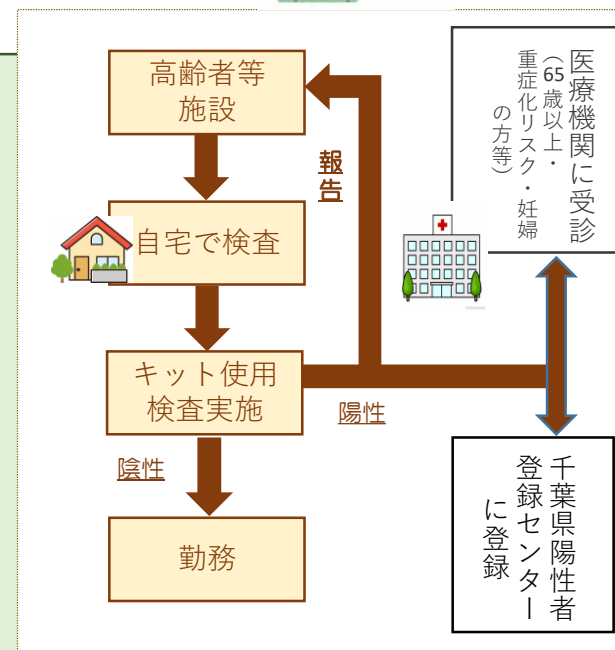 高齢者等
施設
報告
自宅で検査
キット使用
検査実施
陽性
陰性
勤務
医療機関に受診
（65歳以上・
重症化リスク・妊婦
の方等）
千葉県陽性者
登録センター
に登録